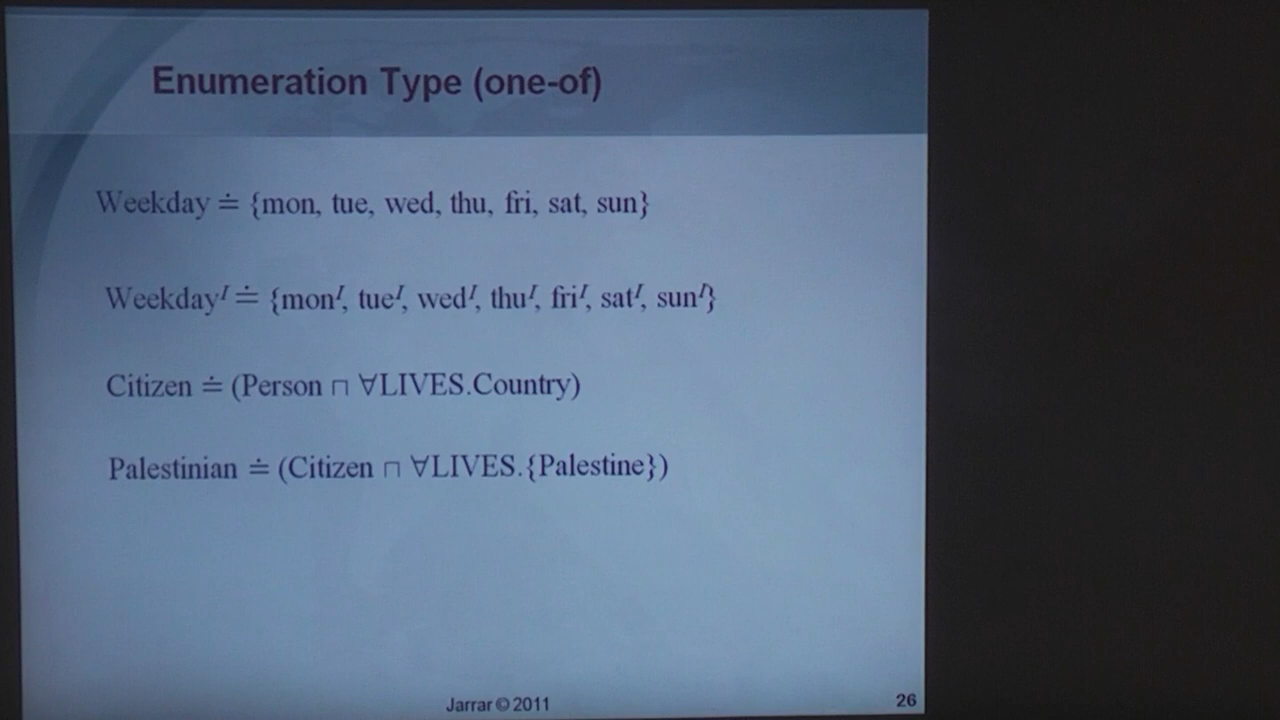 Enumeration Type (one-of)
Weekday ≐ {mon, tue, wed, thu, fri, sat, sun}
Weekdayᴵ ≐ {monᴵ, tueᴵ, wedᴵ, thuᴵ, friᴵ, satᴵ, sunᴵ}
Citizen ≐ (Person ⊓ ∀LIVES.Country)
Palestinian ≐ (Citizen ⊓ ∀LIVES.{Palestine})
Jarrar © 2011
26